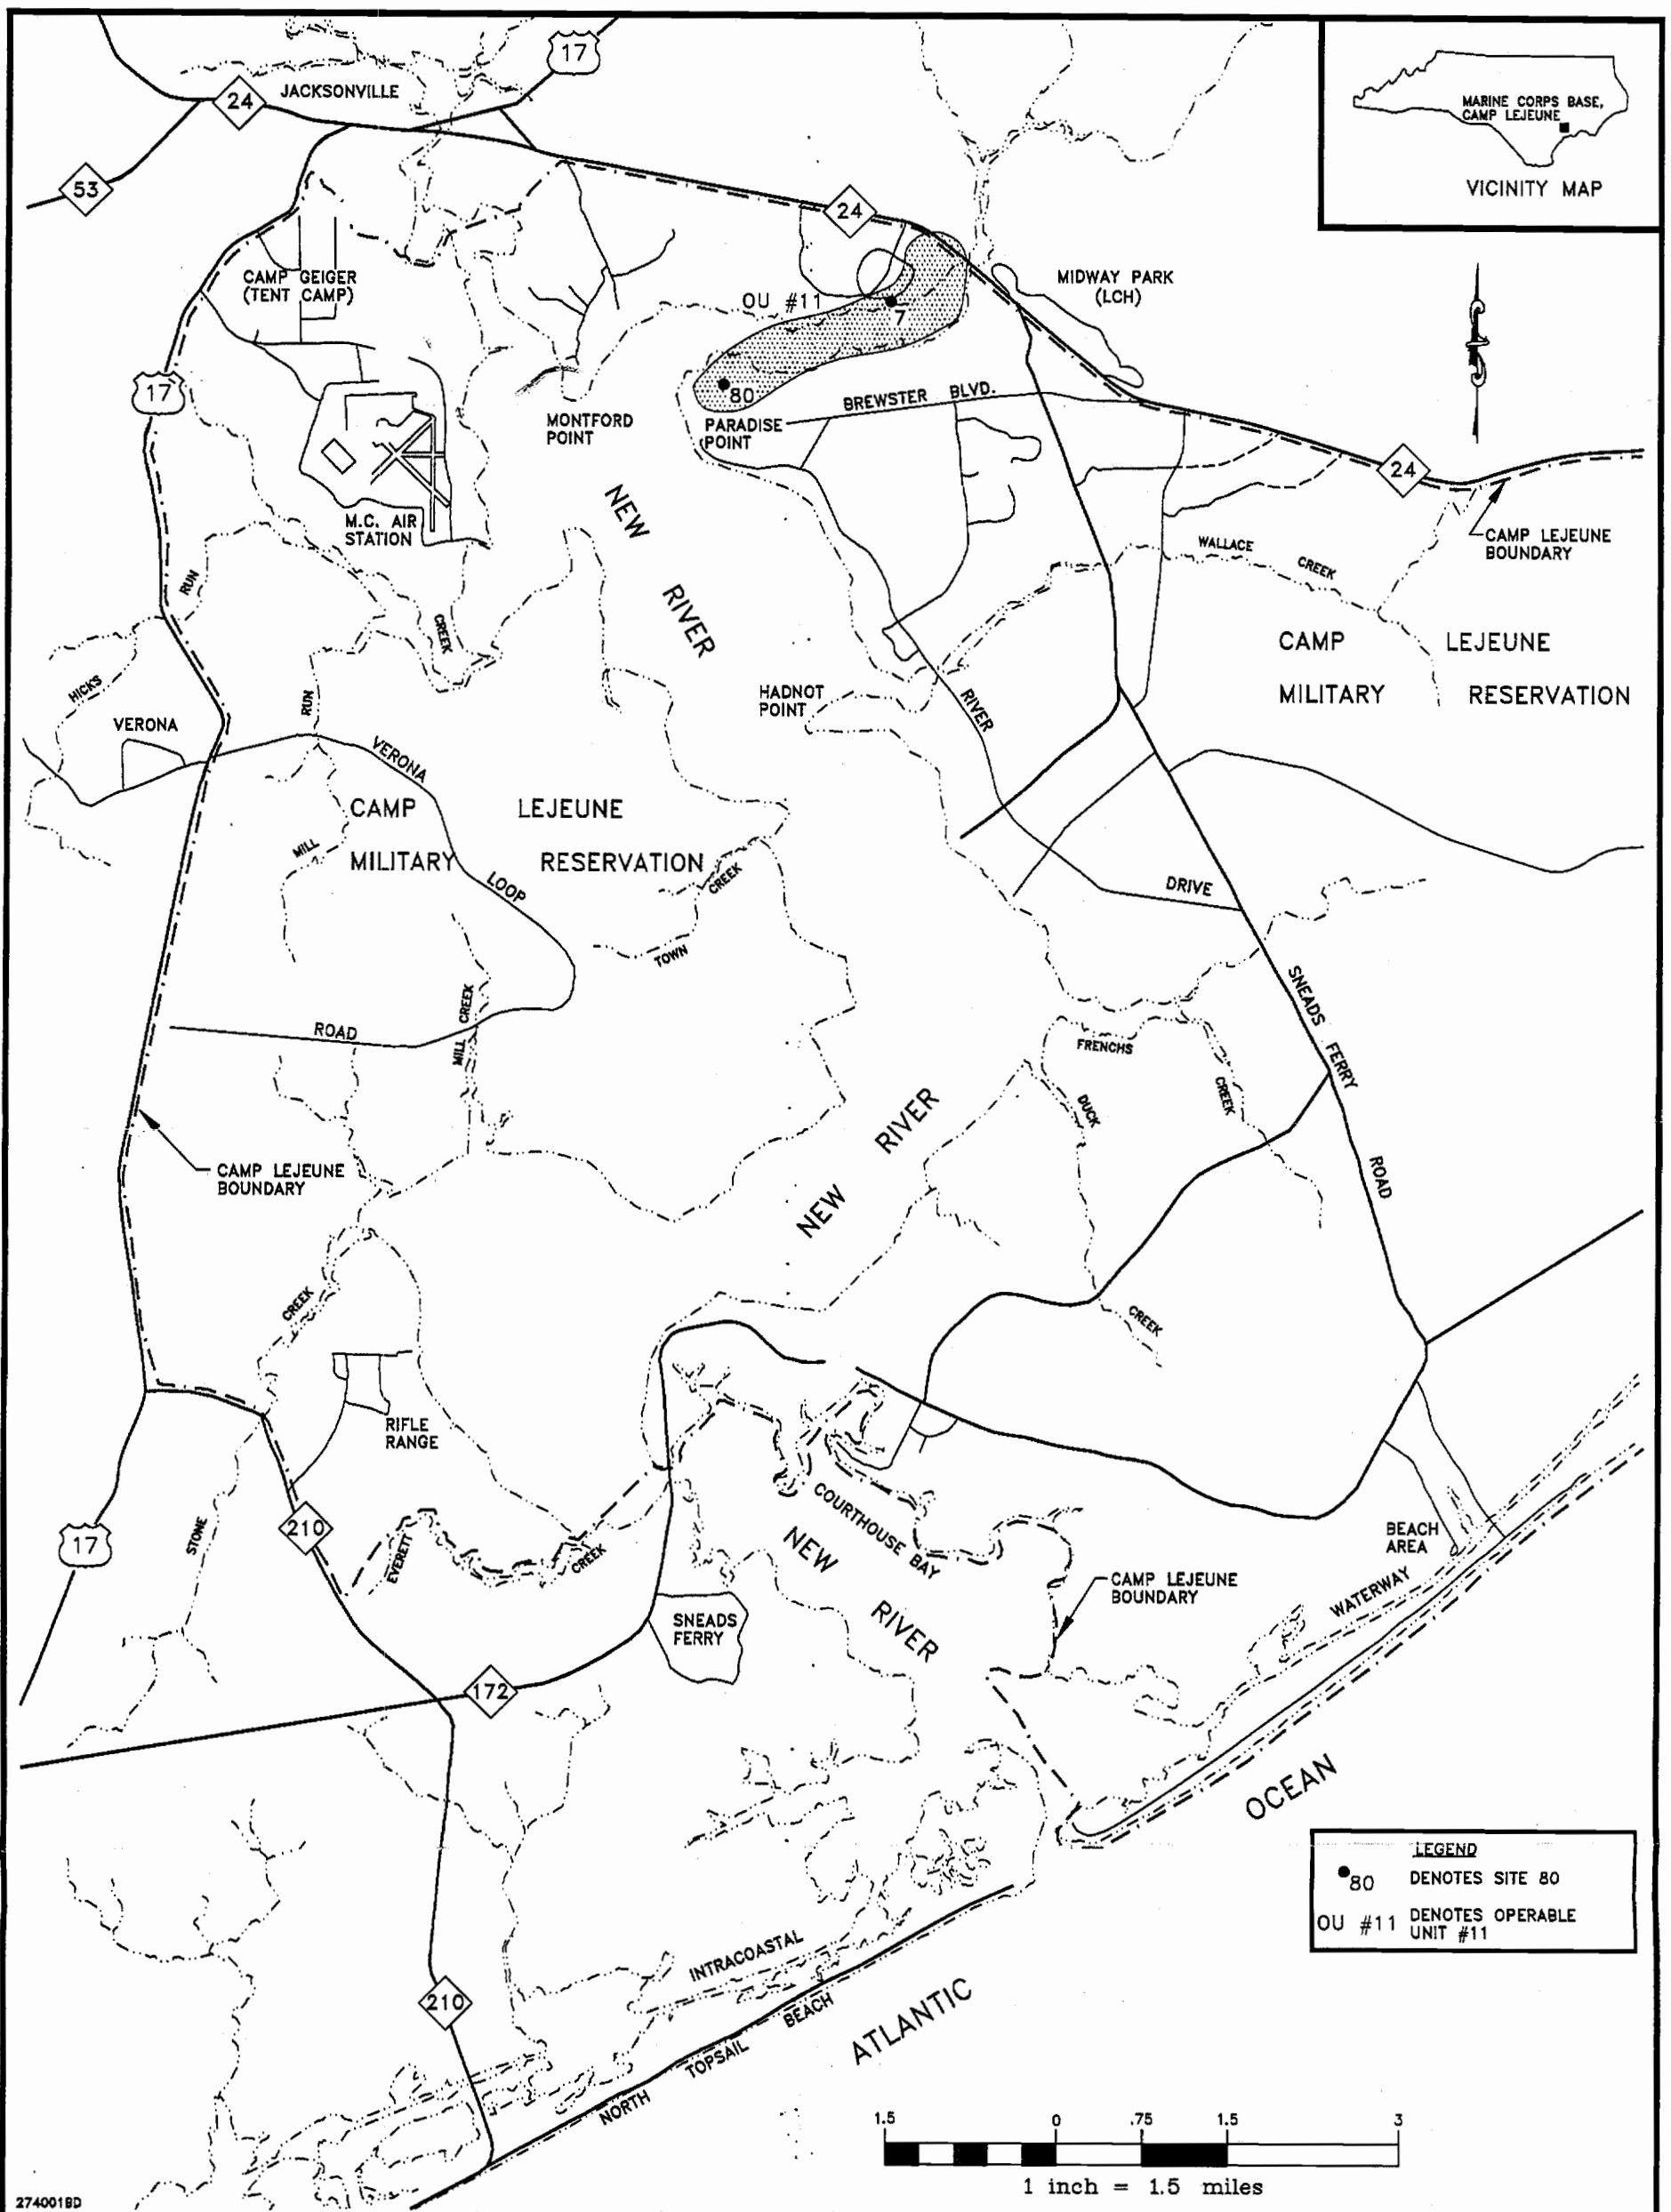 17
JACKSONVILLE
24
53
MARINE CORPS BASE,
CAMP LEJEUNE
VICINITY MAP
24
CAMP GEIGER
(TENT CAMP)
OU #11
7
MIDWAY PARK
(LCH)
17
80
BREWSTER BLVD.
MONTFORD
POINT
PARADISE
POINT
24
M.C. AIR
STATION
NEW
RIVER
CAMP LEJEUNE
BOUNDARY
WALLACE
CREEK
RUN
CREEK
HICKS
CAMP LEJEUNE
MILITARY RESERVATION
HADNOT
POINT
RIVER
RUN
VERONA
VERONA
CAMP LEJEUNE
MILITARY RESERVATION
MILL
LOOP
CREEK
TOWN
DRIVE
SNEADS FERRY
ROAD
ROAD
MILL CREEK
FRENCHS
CREEK
DUCK
RIVER
NEW
CAMP LEJEUNE
BOUNDARY
CREEK
CREEK
RIFLE
RANGE
COURTHOUSE BAY
210
17
STONE
EVERETT
CREEK
NEW
RIVER
BEACH
AREA
WATERWAY
CAMP LEJEUNE
BOUNDARY
SNEADS
FERRY
172
OCEAN
LEGEND
80 DENOTES SITE 80
OU #11 DENOTES OPERABLE
UNIT #11
INTRACOASTAL
210
NORTH TOPSAIL BEACH
ATLANTIC
1.5 0 .75 1.5 3
1 inch = 1.5 miles
274001BD